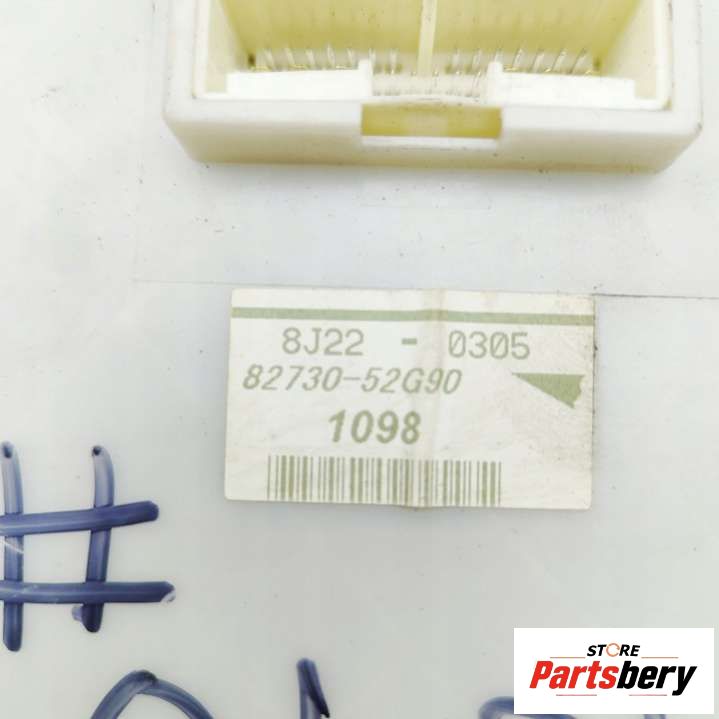 8J22 - 0305
82730-52G90
1098
#
STORE
Partsbery